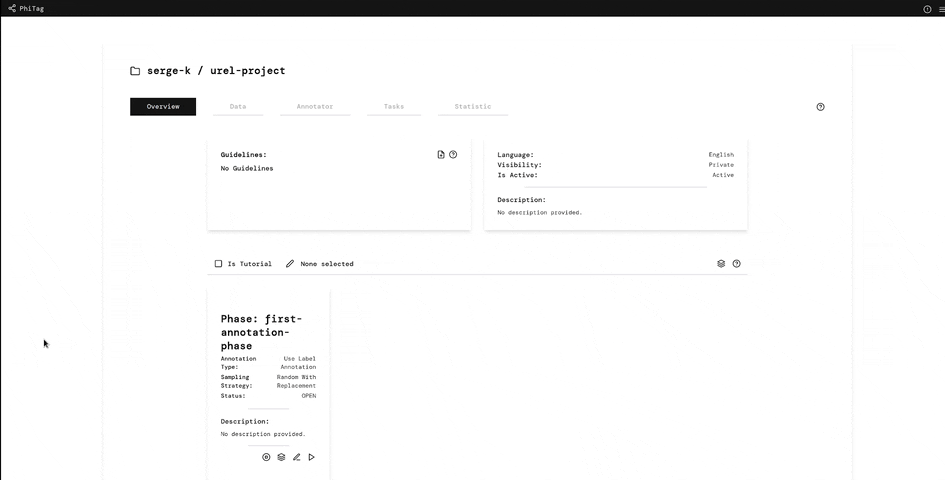 PhiTag
serge-k / urel-project
Overview
Data
Annotator
Tasks
Statistic
Guidelines:
No Guidelines
Language: English
Visibility: Private
Is Active: Active
Description:
No description provided.
Is Tutorial
None selected
Phase: first-
annotation-
phase
Annotation Use Label
Type: Annotation
Sampling Random With
Strategy: Replacement
Status: OPEN
Description:
No description provided.